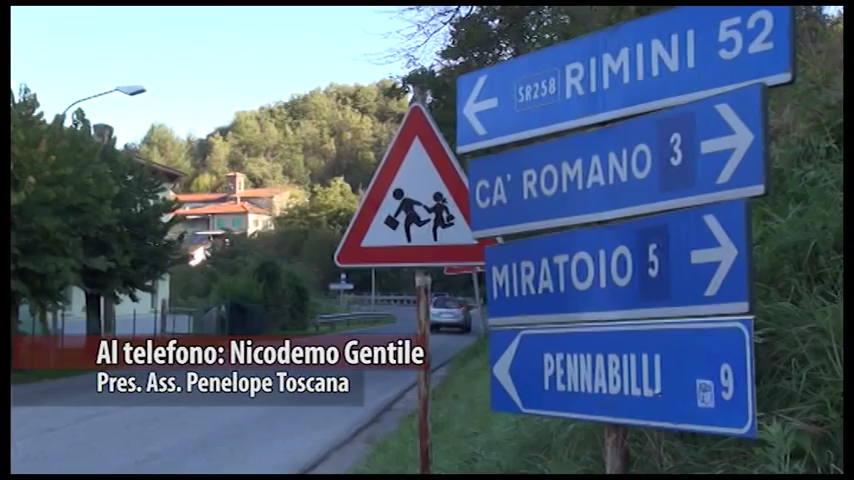 SR258 RIMINI 52
CA' ROMANO 3
MIRATOIO 5
PENNABILLI 9
Al telefono: Nicodemo Gentile
Pres. Ass. Penelope Toscana